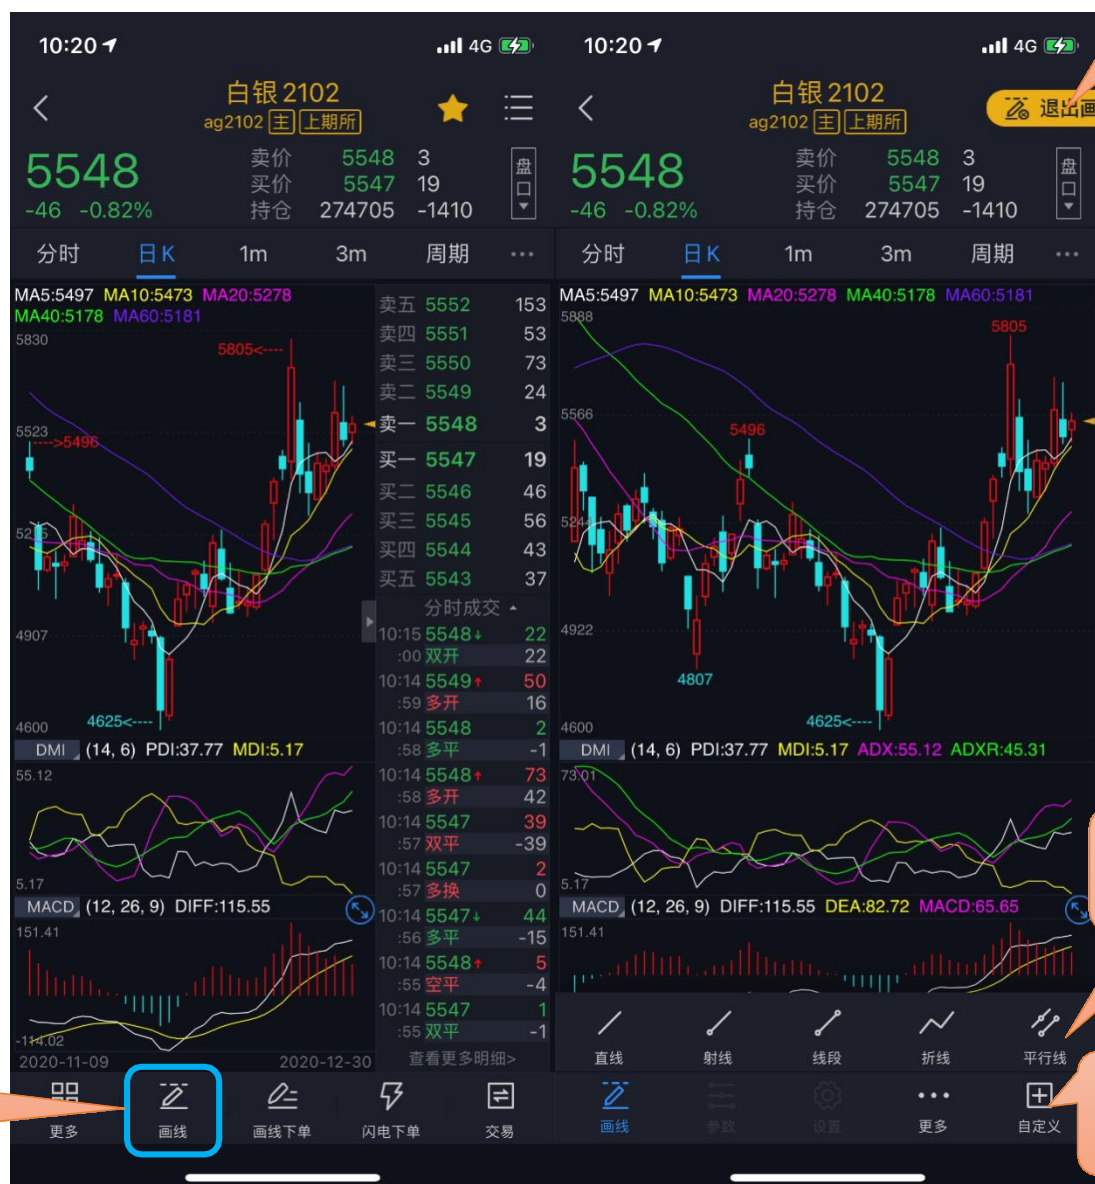 10:20
4G
白银 2102
ag2102 主 上期所
5548
-46 -0.82%
卖价 5548 3
买价 5547 19
持仓 274705 -1410
盘口
分时 日K 1m 3m 周期 ...
MA5:5497 MA10:5473 MA20:5278
MA40:5178 MA60:5181
5830
5805<----
5523
---->5496
4907
4625<----
4600
DMI (14, 6) PDI:37.77 MDI:5.17
55.12
5.17
MACD (12, 26, 9) DIFF:115.55
151.41
-114.02
2020-11-09 2020-12-30
卖五 5552 153
卖四 5551 53
卖三 5550 73
卖二 5549 24
卖一 5548 3
买一 5547 19
买二 5546 46
买三 5545 56
买四 5544 43
买五 5543 37
分时成交
10:15 5548↓ 22
:00 双开 22
10:14 5549↑ 50
:59 多开 16
10:14 5548 2
:58 多平 -1
10:14 5548↑ 73
:58 多开 42
10:14 5547 39
:57 双平 -39
10:14 5547 2
:57 多换 0
10:14 5547↓ 44
:56 多平 -15
10:14 5548↑ 5
:55 空平 -4
10:14 5547 1
:55 双平 -1
查看更多明细>
更多 画线 画线下单 闪电下单 交易
10:20
4G
白银 2102
ag2102 主 上期所
退出画
5548
-46 -0.82%
卖价 5548 3
买价 5547 19
持仓 274705 -1410
盘口
分时 日K 1m 3m 周期 ...
MA5:5497 MA10:5473 MA20:5278 MA40:5178 MA60:5181
5888
5805
5566
5496
4922
4807
4625<----
4600
DMI (14, 6) PDI:37.77 MDI:5.17 ADX:55.12 ADXR:45.31
73.01
5.17
MACD (12, 26, 9) DIFF:115.55 DEA:82.72 MACD:65.65
151.41
直线 射线 线段 折线 平行线
画线 参数 设置 更多 自定义